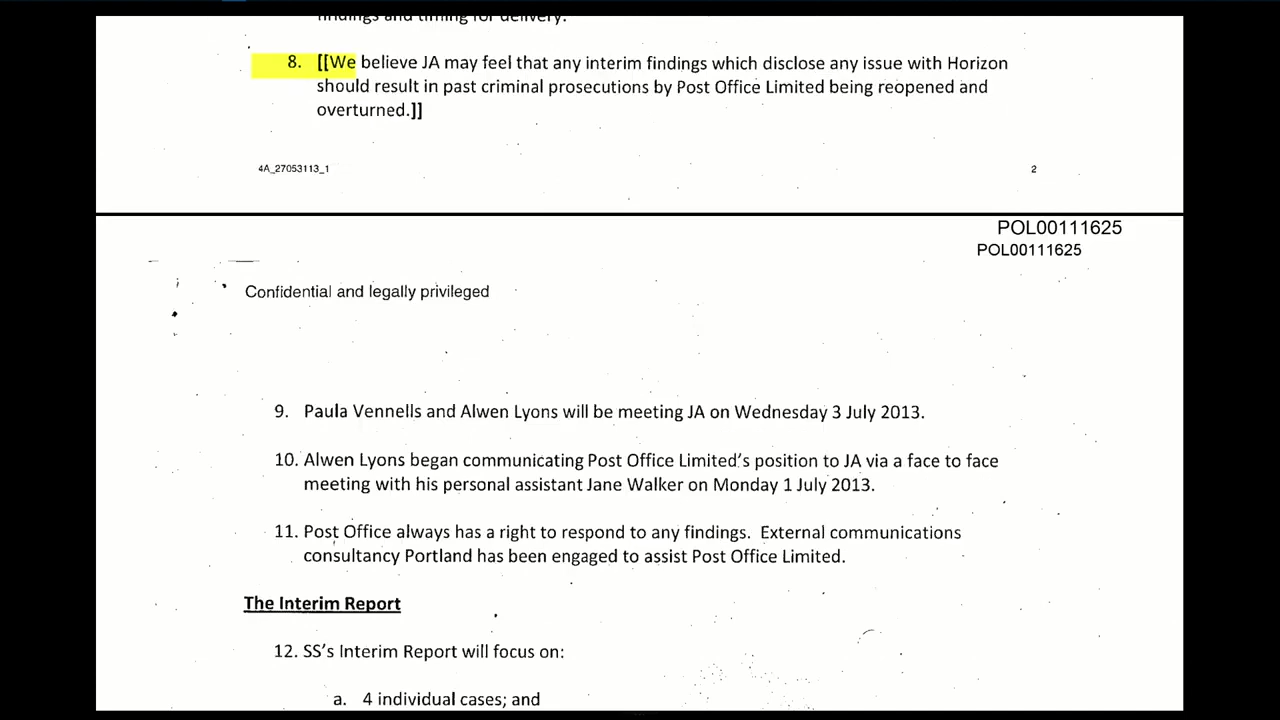 findings and timing for delivery.
8. [[We believe JA may feel that any interim findings which disclose any issue with Horizon
should result in past criminal prosecutions by Post Office Limited being reopened and
overturned.]]
4A_27053113_1
2
POL00111625
POL00111625
Confidential and legally privileged
9. Paula Vennells and Alwen Lyons will be meeting JA on Wednesday 3 July 2013.
10. Alwen Lyons began communicating Post Office Limited's position to JA via a face to face
meeting with his personal assistant Jane Walker on Monday 1 July 2013.
11. Post Office always has a right to respond to any findings. External communications
consultancy Portland has been engaged to assist Post Office Limited.
The Interim Report
12. SS's Interim Report will focus on:
a. 4 individual cases; and